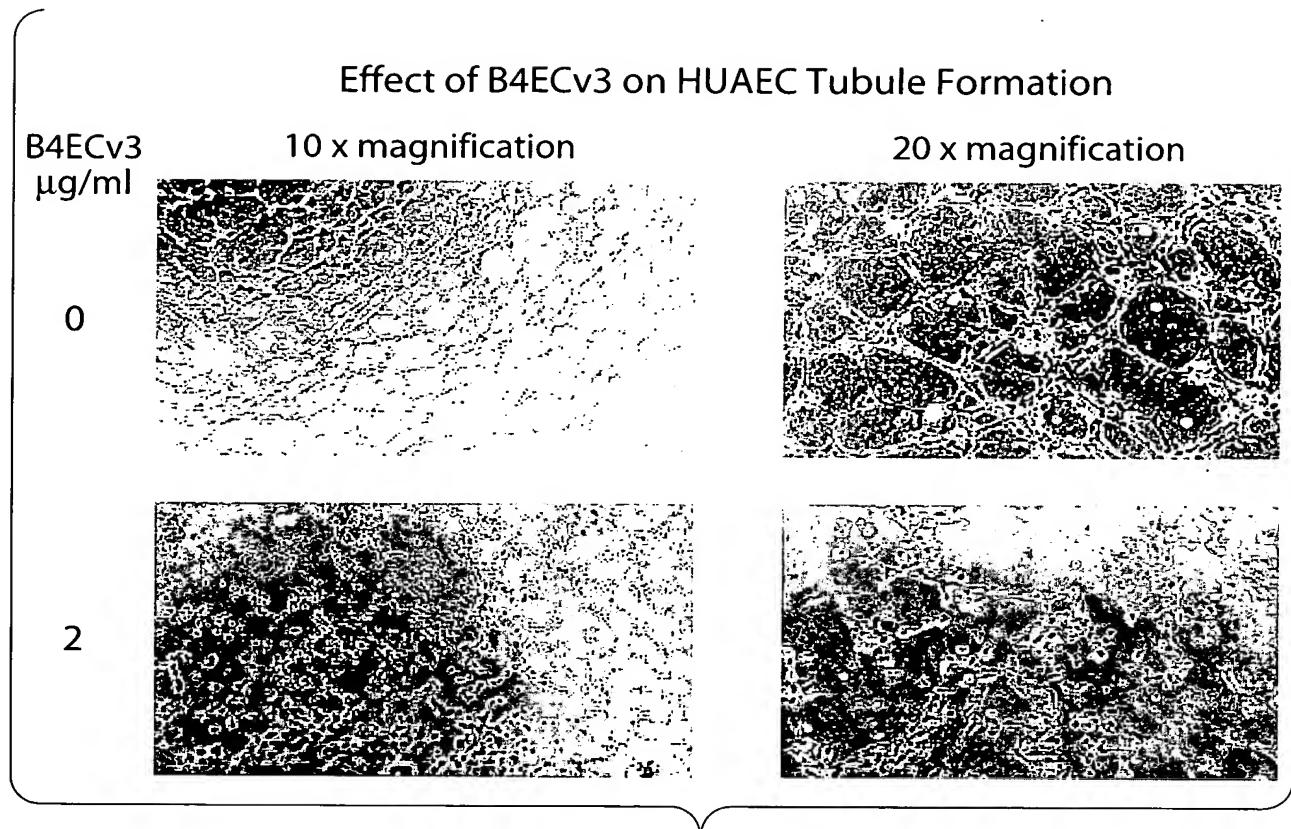 Effect of B4ECv3 on HUAEC Tubule Formation
B4ECv3
μg/ml
10 x magnification
20 x magnification
0
2